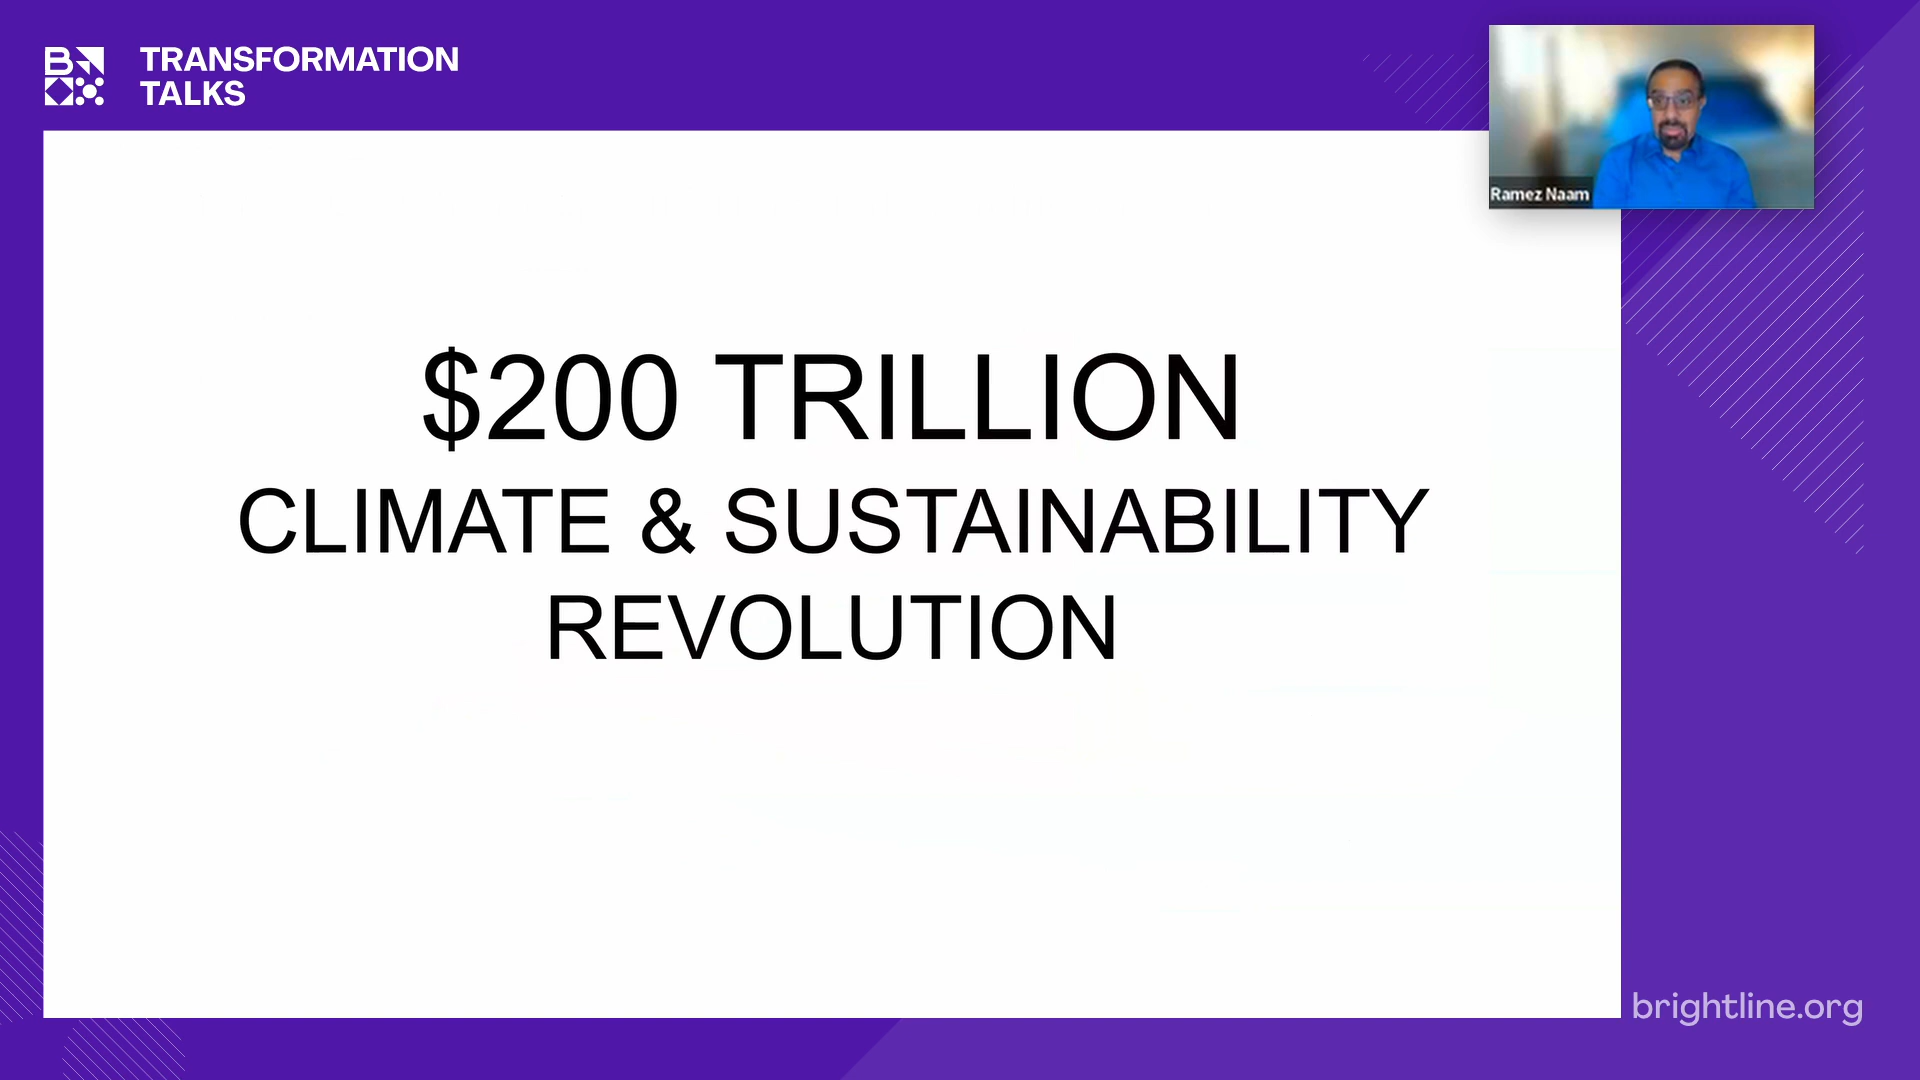 B
TRANSFORMATION
TALKS
Ramez Naam
$200 TRILLION
CLIMATE & SUSTAINABILITY
REVOLUTION
brightline.org